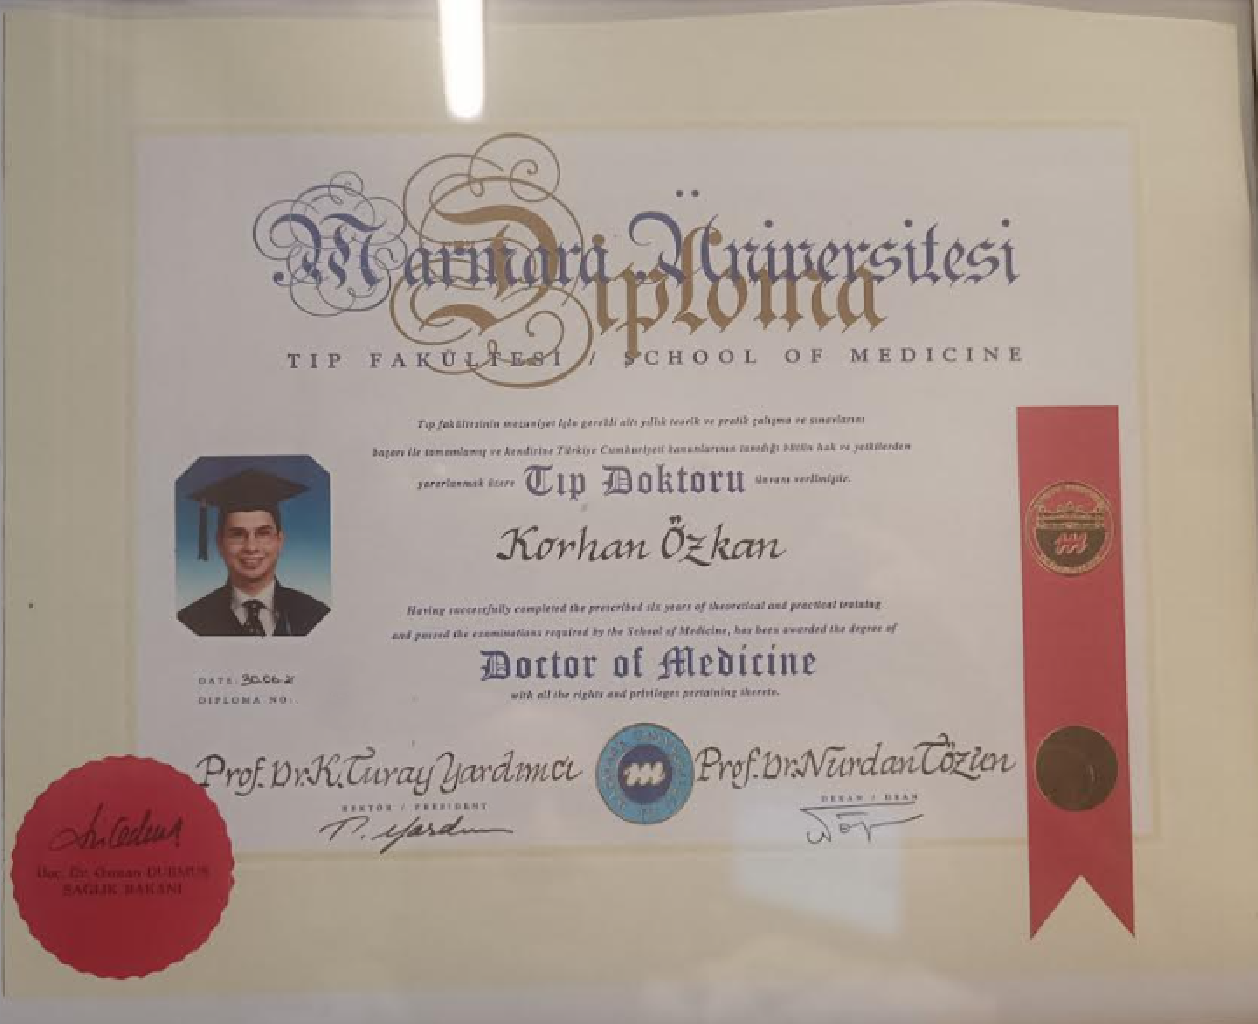 Marmara Üniversitesi
Diploma
TIP FAKÜLTESİ / SCHOOL OF MEDICINE
Tıp fakültesinin mezuniyet için gerekli altı yıllık teorik ve pratik çalışma ve sınavlarını
başarı ile tamamlamış ve kendisine Türkiye Cumhuriyeti kanunlarının tanıdığı bütün hak ve yetkilerden
yararlanmak üzere Tıp Doktoru ünvanı verilmiştir.
Korhan Özkan
Having successfully completed the prescribed six years of theoretical and practical training
and passed the examinations required by the School of Medicine, has been awarded the degree of
Doctor of Medicine
with all the rights and privileges pertaining thereto.
DATE:
DIPLOMA NO:
Prof. Dr. K. Turay Yardımcı
REKTÖR / PRESIDENT
Prof. Dr. Nurdan Tözün
DEKAN / DEAN
Doç. Dr. Osman DURMUŞ
SAĞLIK BAKANI